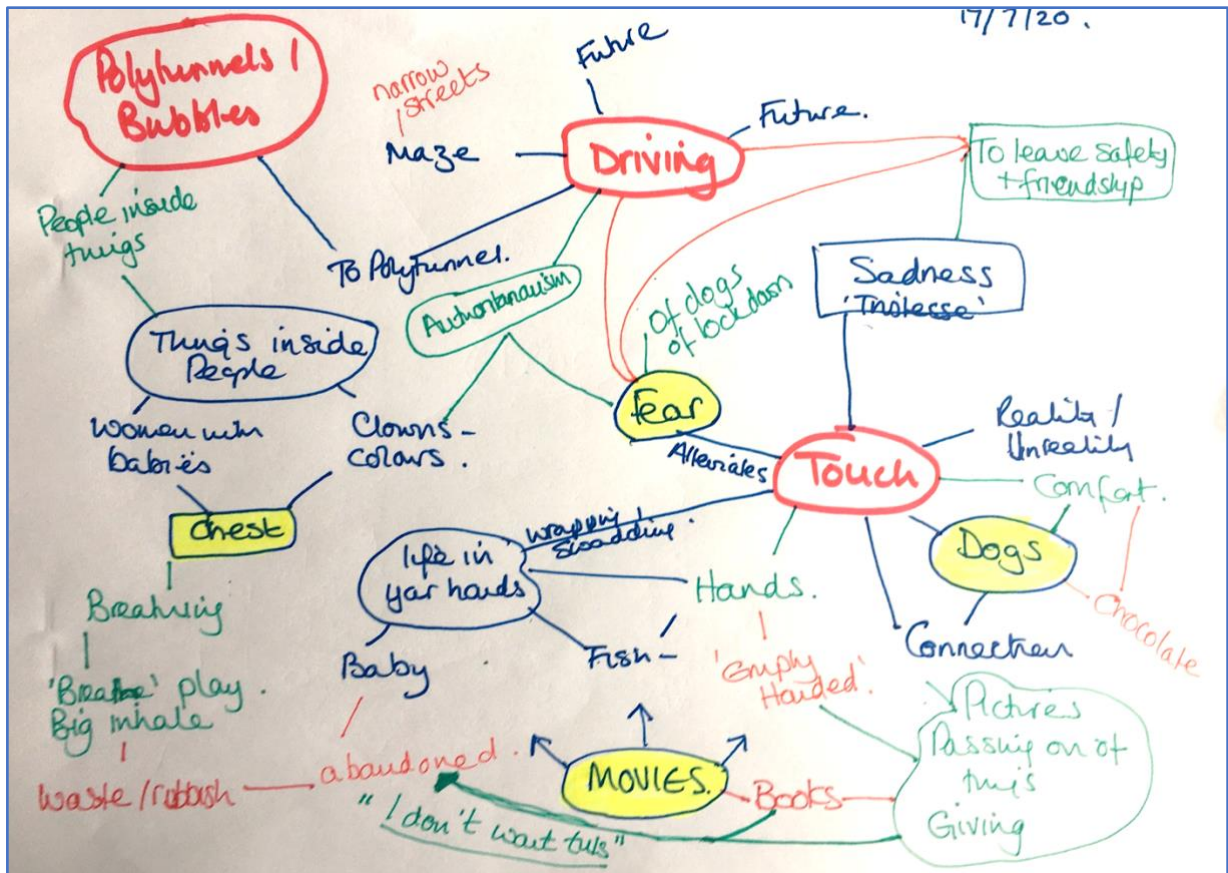 17/7/20.
Polytunnels /
Bubbles
Future
narrow
streets
Maze
Driving
Future.
To leave safety
+ friendship
People inside
things
To Polytunnel.
Authoritarianism
Of dogs
of lockdown
Sadness
'Tristesse'
Things inside
People
Fear
Women with
babies
Clowns -
colours.
Alleviates
Touch
Reality /
Unreality
Comfort.
Chest
wrapping /
swaddling.
Dogs
life in
your hands
Hands.
Chocolate
Breathing
Baby
Fish -
Connection
'Breathe' play.
Big inhale
'Empty
Handed'.
Pictures
Passing on of
things
Giving
Waste / rubbish
abandoned.
MOVIES.
Books
"I don't want this"